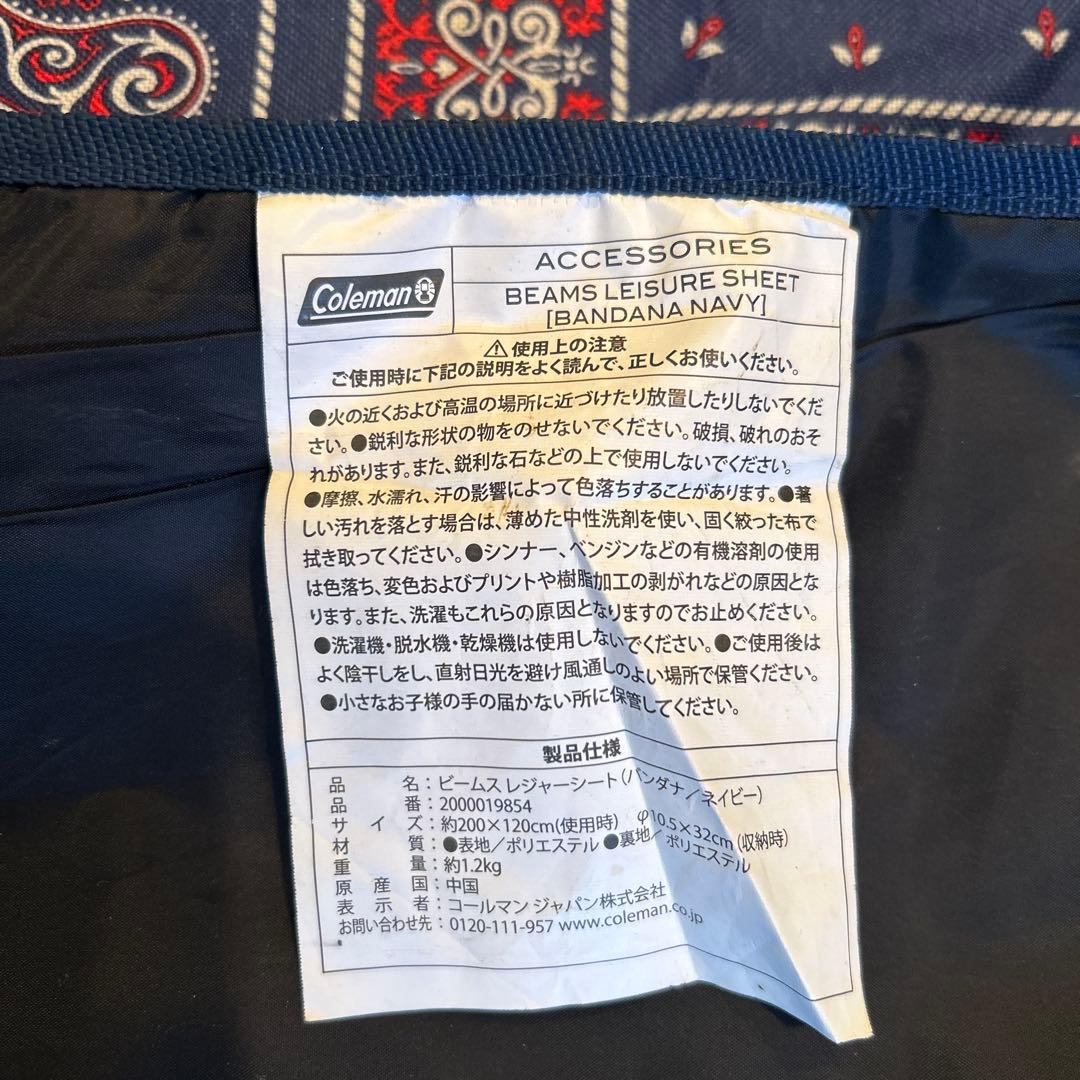 Coleman
ACCESSORIES
BEAMS LEISURE SHEET
[BANDANA NAVY]
⚠使用上の注意
ご使用時に下記の説明をよく読んで、正しくお使いください。
●火の近くおよび高温の場所に近づけたり放置したりしないでくだ
さい。●鋭利な形状の物をのせないでください。破損、破れのおそ
れがあります。また、鋭利な石などの上で使用しないでください。
●摩擦、水濡れ、汗の影響によって色落ちすることがあります。●著
しい汚れを落とす場合は、薄めた中性洗剤を使い、固く絞った布で
拭き取ってください。●シンナー、ベンジンなどの有機溶剤の使用
は色落ち、変色およびプリントや樹脂加工の剥がれなどの原因とな
ります。また、洗濯もこれらの原因となりますのでお止めください。
●洗濯機・脱水機・乾燥機は使用しないでください。●ご使用後は
よく陰干しをし、直射日光を避け風通しのよい場所で保管ください。
●小さなお子様の手の届かない所に保管してください。
製品仕様
品名：ビームス レジャーシート（バンダナ／ネイビー）
品番：2000019854
サイズ：約200×120cm(使用時) φ10.5×32cm(収納時)
材質：●表地／ポリエステル ●裏地／ポリエステル
重量：約1.2kg
原産国：中国
表示者：コールマン ジャパン株式会社
お問い合わせ先：0120-111-957 www.coleman.co.jp